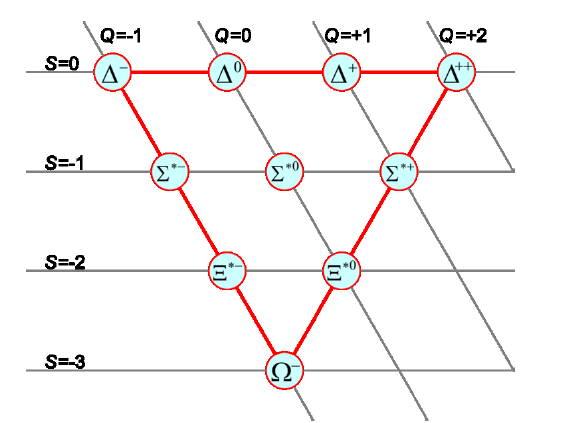 Q=-1 Q=0 Q=+1 Q=+2
S=0 Δ⁻ Δ⁰ Δ⁺ Δ⁺⁺
S=-1 Σ*⁻ Σ*⁰ Σ*⁺
S=-2 Ξ*⁻ Ξ*⁰
S=-3 Ω⁻